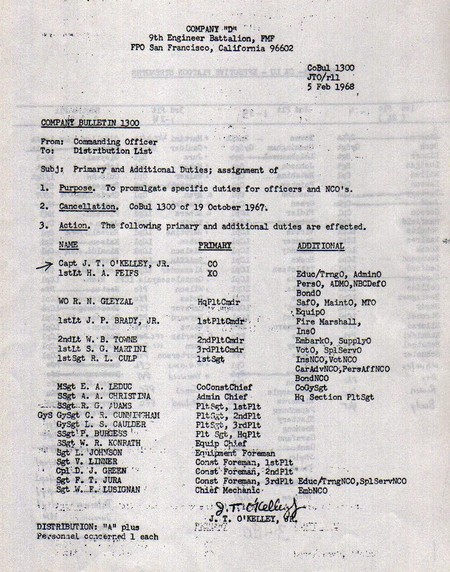 COMPANY "D"
9th Engineer Battalion, FMF
FPO San Francisco, California 96602
CoBul 1300
JTO/rll
5 Feb 1968
COMPANY BULLETIN 1300
From: Commanding Officer
To: Distribution List
Subj: Primary and Additional Duties; assignment of
1. Purpose. To promulgate specific duties for officers and NCO's.
2. Cancellation. CoBul 1300 of 19 October 1967.
3. Action. The following primary and additional duties are effected.
NAME PRIMARY ADDITIONAL
Capt J. T. O'KELLEY, JR. CO
1stLt H. A. FEIFS XO Educ/TrngO, AdminO
PersO, ADMO,NBCDefO
BondO
WO R. N. GLEYZAL HqPltCmdr SafO, MaintO, MTO
EquipO
1stLt J. P. BRADY, JR. 1stPltCmdr Fire Marshall,
InsO
2ndLt W. B. TOWNE 2ndPltCmdr EmbarkO, SupplyO
1stLt S. G. MARTINI 3rdPltCmdr VotO, SplServO
1stSgt R. L. CULP 1stSgt InsNCO,VotNCO
CarAdvNCO,PersAffNCO
BondNCO
MSgt E. A. LEDUC CoConstChief CoGySgt
SSgt A. A. CHRISTINA Admin Chief Hq Section PltSgt
SSgt R. G. ADAMS PltSgt, 1stPlt
GyS GySgt C. R. CUNNINGHAM PltSgt, 2ndPlt
GySgt L. S. CAULDER PltSgt, 3rdPlt
SSgt F. BURGESS Plt Sgt, HqPlt
SSgt W. R. KONRATH Equip Chief
Sgt L. JOHNSON Equipment Foreman
Sgt V. LINNER Const Foreman, 1stPlt
Cpl D. J. GREEN Const Foreman, 2ndPlt
Sgt F. T. JURA Const Foreman, 3rdPlt Educ/TrngNCO,SplServNCO
Sgt W. F. LUSIGNAN Chief Mechanic EmbNCO
J. T. O'Kelley Jr
J. T. O'KELLEY, JR.
DISTRIBUTION: "A" plus
Personnel concerned 1 each